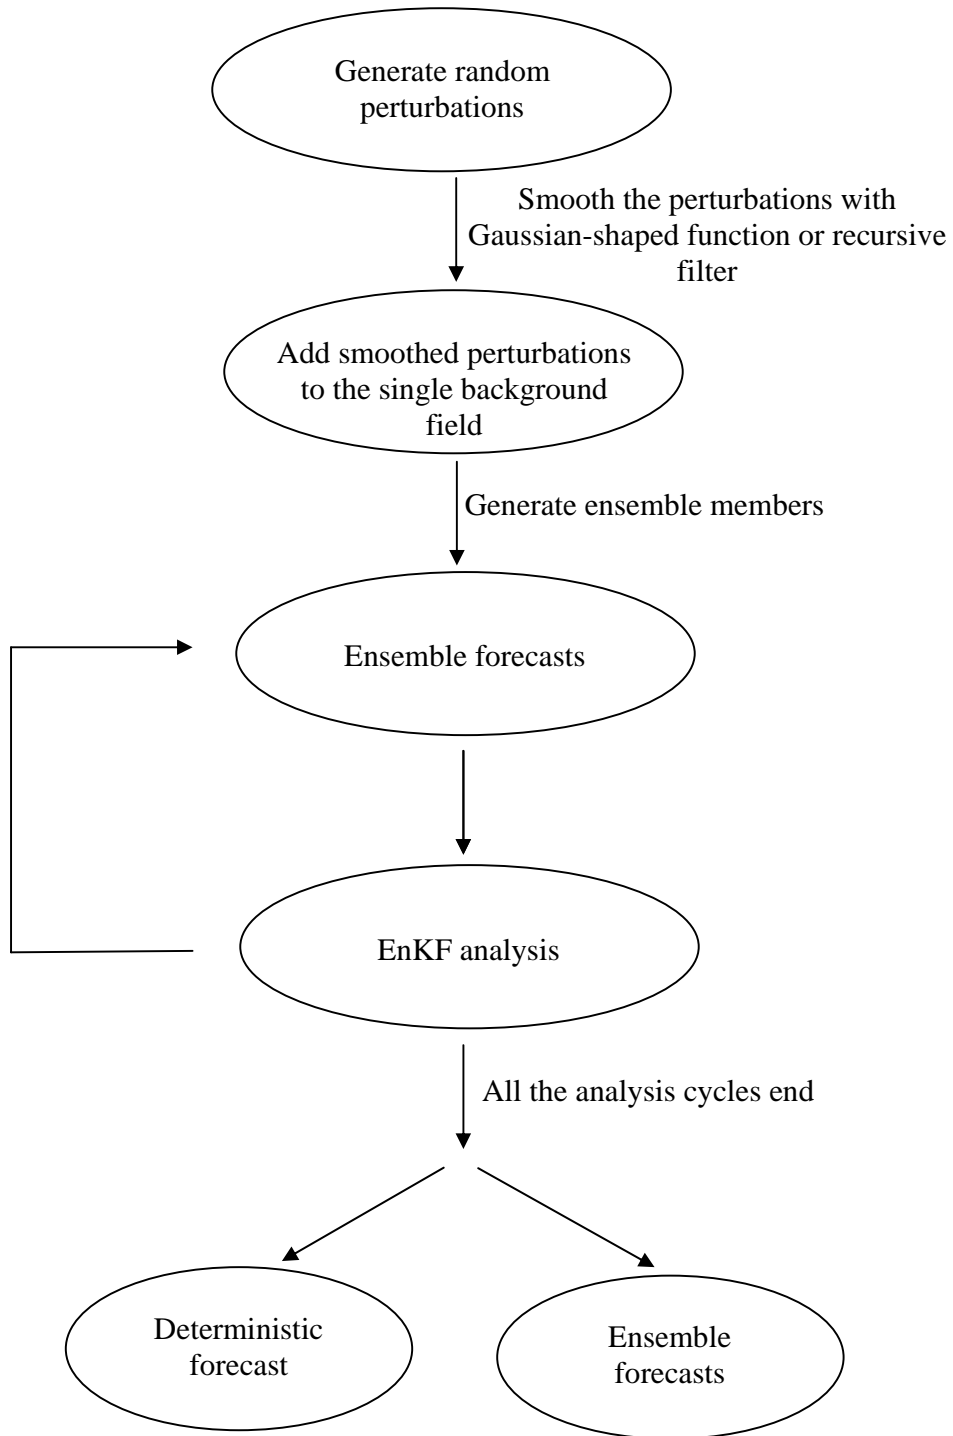 Generate random
perturbations
Smooth the perturbations with
Gaussian-shaped function or recursive
filter
Add smoothed perturbations
to the single background
field
Generate ensemble members
Ensemble forecasts
EnKF analysis
All the analysis cycles end
Deterministic
forecast
Ensemble
forecasts